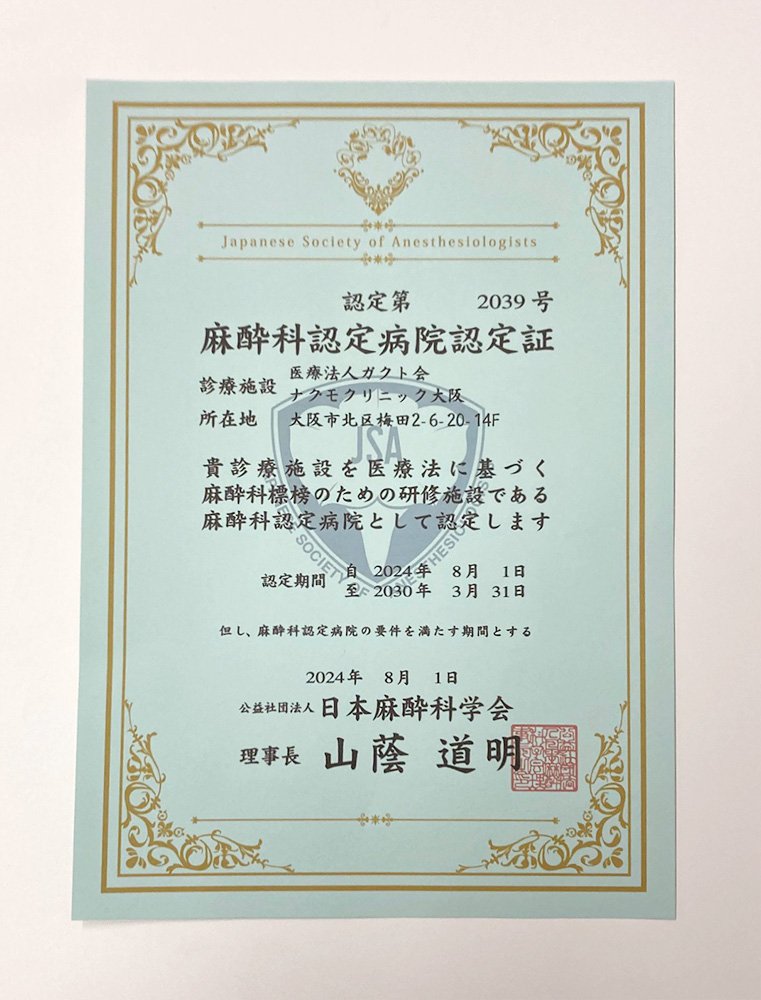 Japanese Society of Anesthesiologists
認定第 2039 号
麻酔科認定病院認定証
診療施設 医療法人ガクト会
ナグモクリニック大阪
所在地 大阪市北区梅田2-6-20-14F
JSA
JAPANESE SOCIETY OF ANESTHESIOLOGISTS
貴診療施設を医療法に基づく
麻酔科標榜のための研修施設である
麻酔科認定病院として認定します
認定期間 自 2024年 8月 1日
至 2030年 3月 31日
但し、麻酔科認定病院の要件を満たす期間とする
2024年 8月 1日
公益社団法人 日本麻酔科学会
理事長 山蔭 道明